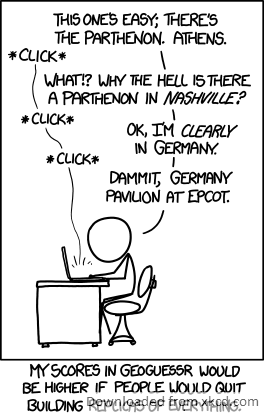 THIS ONE'S EASY; THERE'S
THE PARTHENON. ATHENS.
*CLICK*
WHAT!? WHY THE HELL IS THERE
A PARTHENON IN NASHVILLE?
*CLICK*
OK, I'M CLEARLY
IN GERMANY.
*CLICK*
DAMMIT, GERMANY
PAVILION AT EPCOT.
MY SCORES IN GEOGUESSR WOULD
BE HIGHER IF PEOPLE WOULD QUIT
BUILDING REPLICAS OF EVERYTHING.
Downloaded from xkcd.com